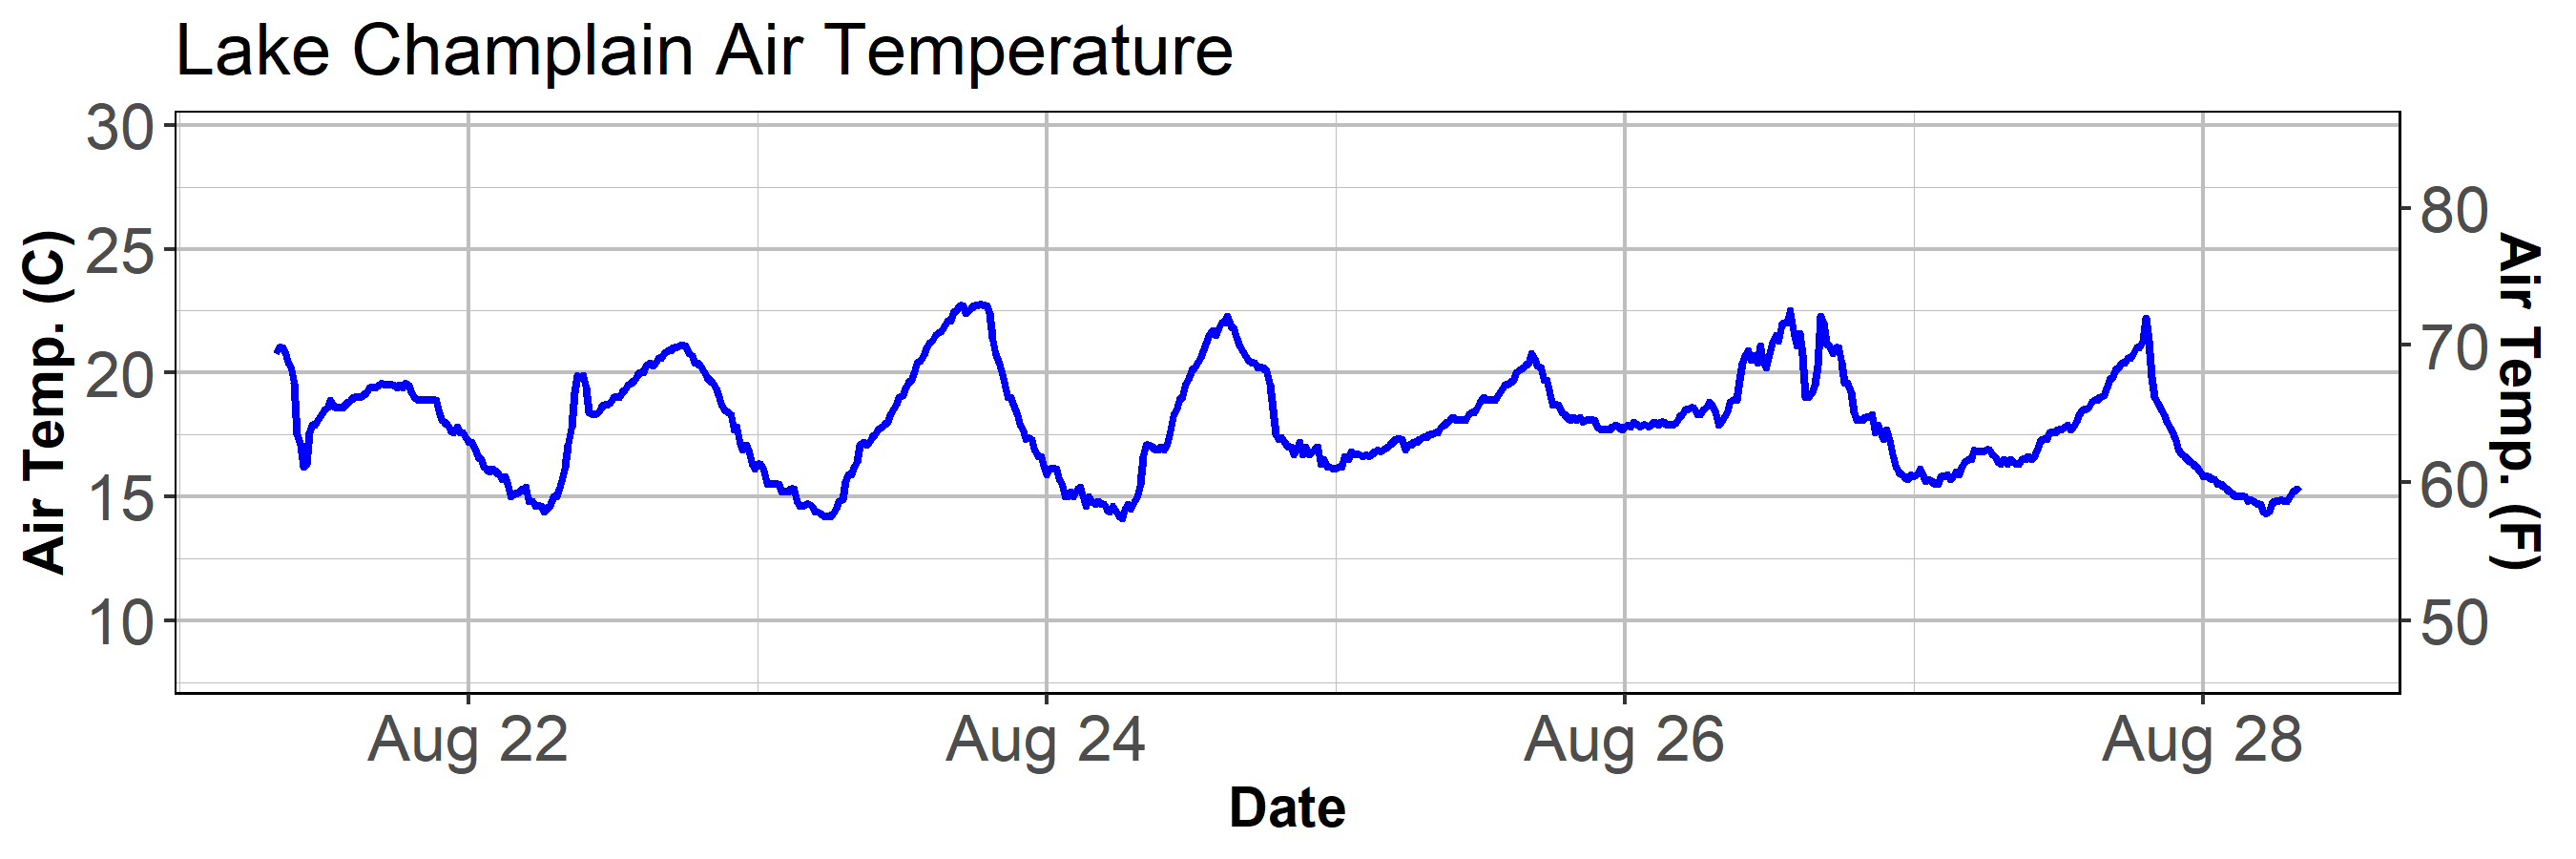 Lake Champlain Air Temperature
30
25
20
15
10
Air Temp. (C)
80
70
60
50
Air Temp. (F)
Aug 22
Aug 24
Aug 26
Aug 28
Date